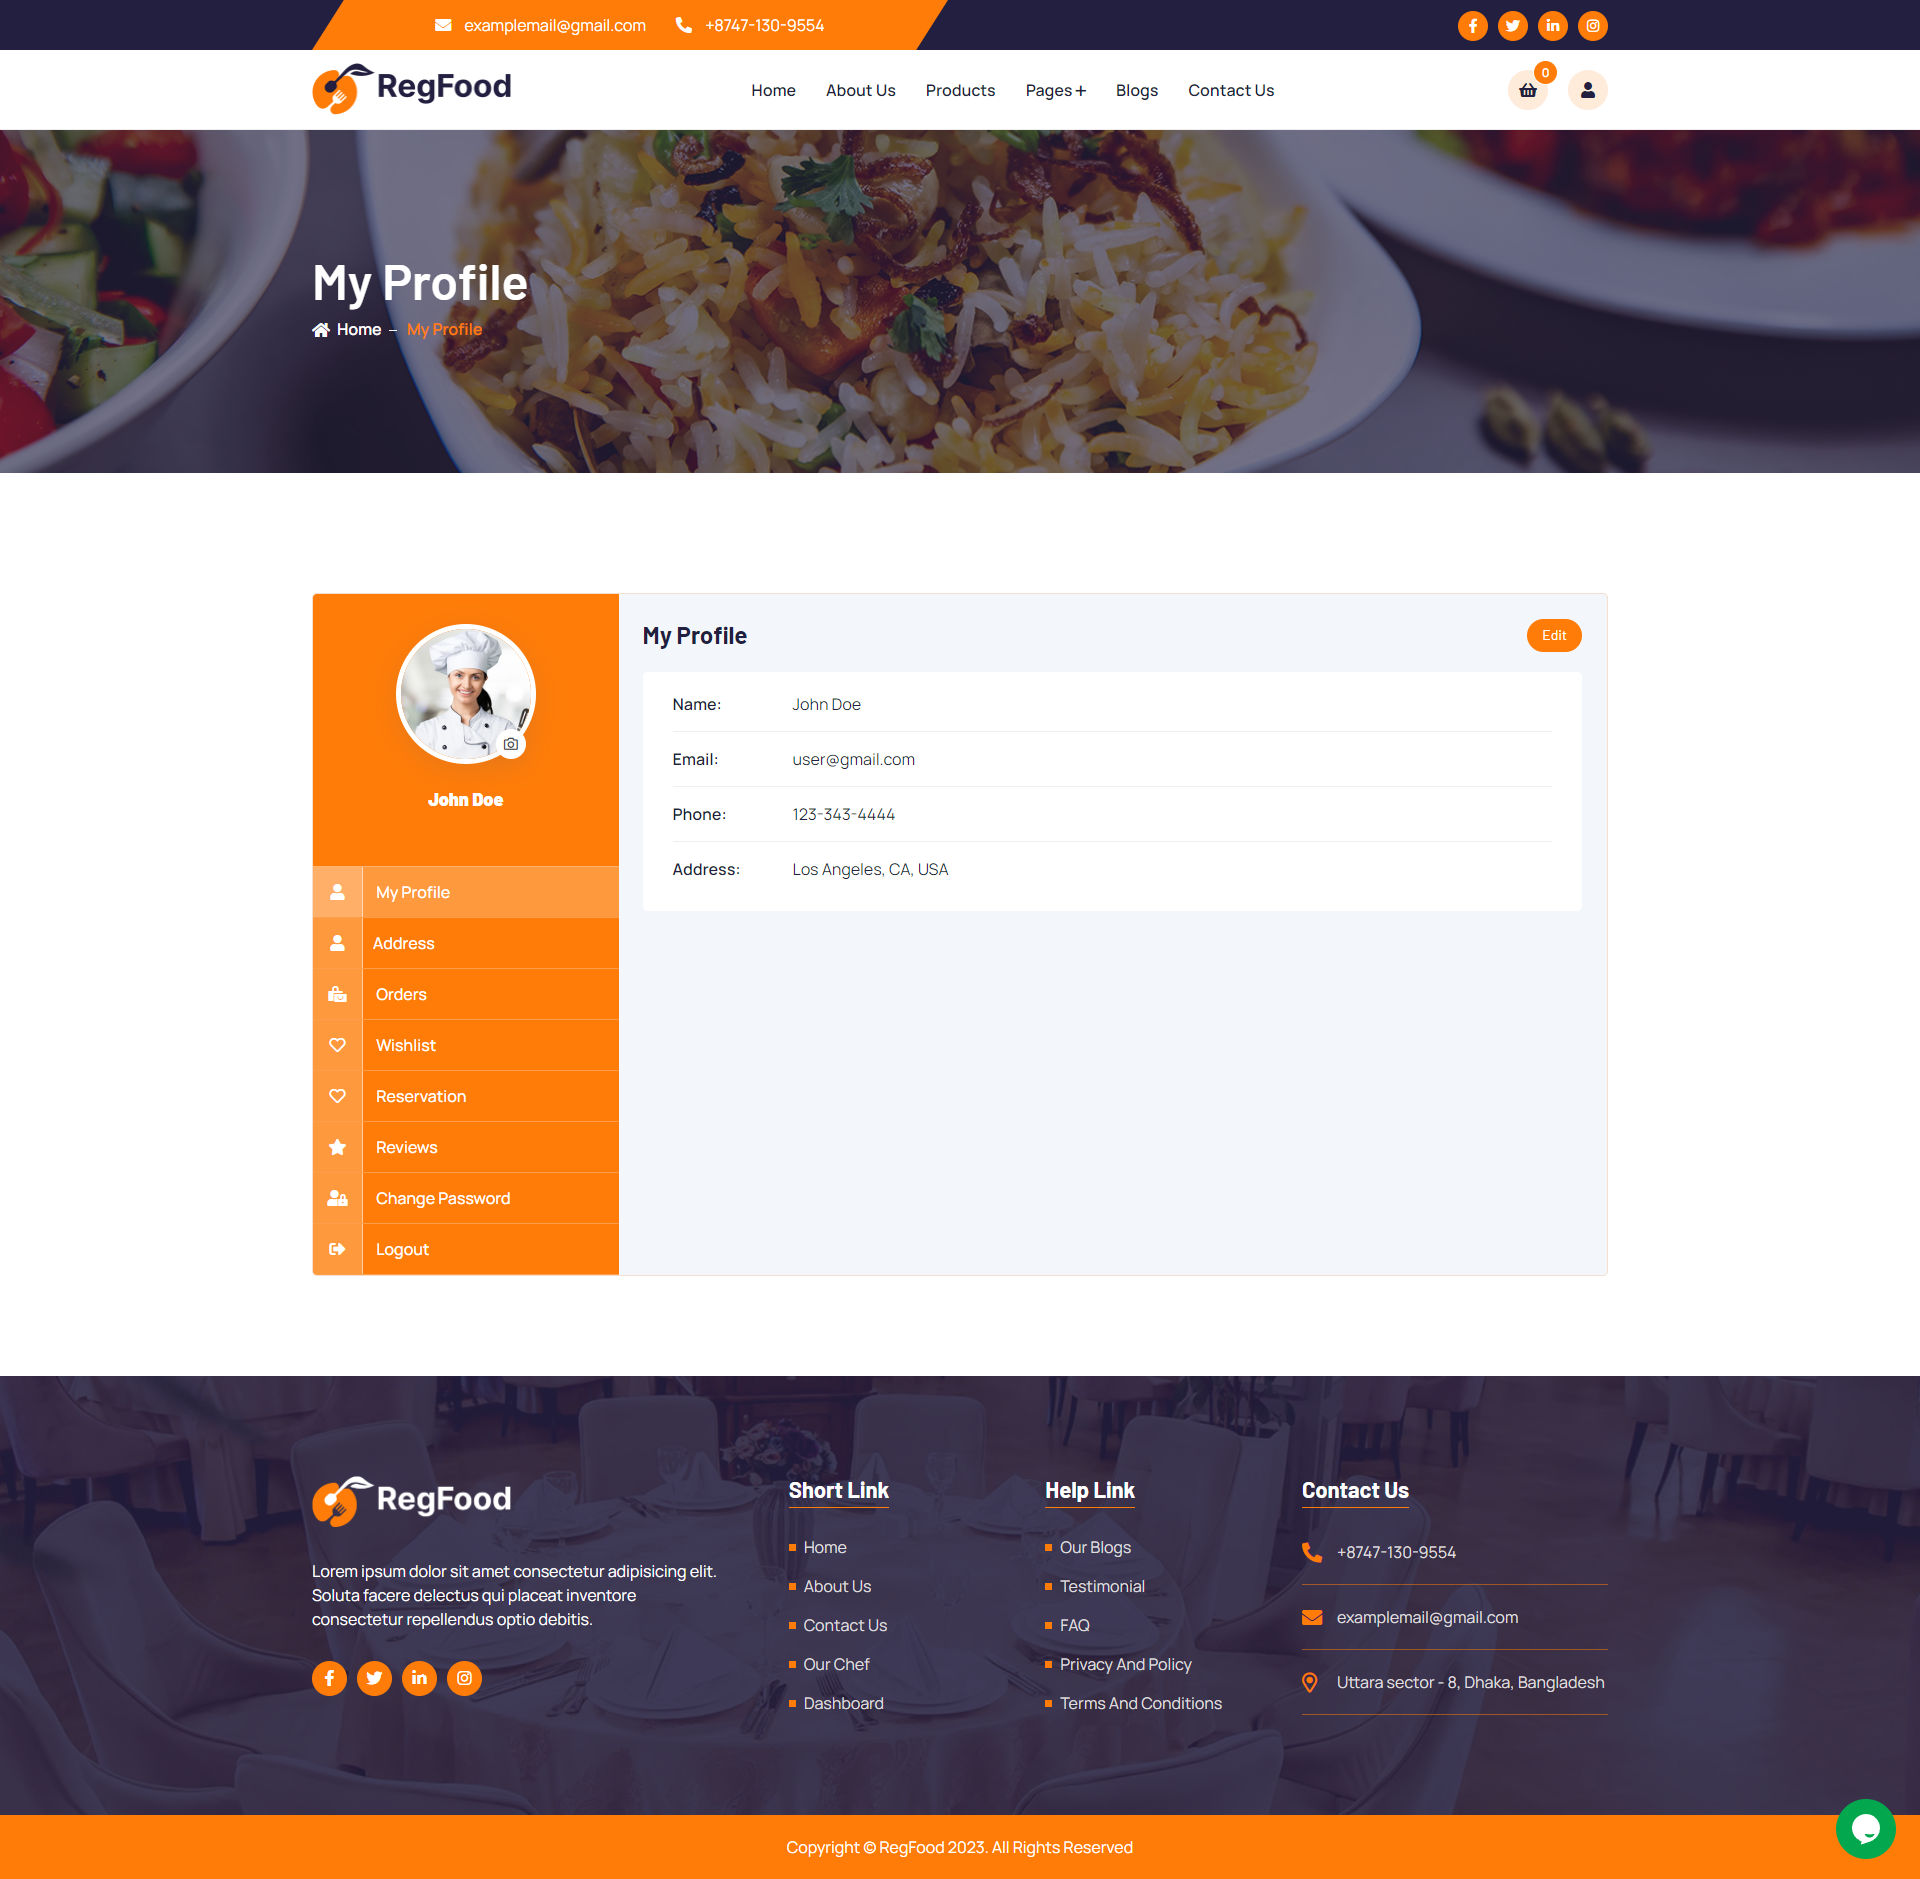 examplemail@gmail.com +8747-130-9554
RegFood
Home About Us Products Pages+ Blogs Contact Us
0
My Profile
Home – My Profile
John Doe
My Profile
Address
Orders
Wishlist
Reservation
Reviews
Change Password
Logout
My Profile
Edit
Name: John Doe
Email: user@gmail.com
Phone: 123-343-4444
Address: Los Angeles, CA, USA
RegFood
Lorem ipsum dolor sit amet consectetur adipisicing elit.
Soluta facere delectus qui placeat inventore
consectetur repellendus optio debitis.
Short Link
Home
About Us
Contact Us
Our Chef
Dashboard
Help Link
Our Blogs
Testimonial
FAQ
Privacy And Policy
Terms And Conditions
Contact Us
+8747-130-9554
examplemail@gmail.com
Uttara sector - 8, Dhaka, Bangladesh
Copyright © RegFood 2023. All Rights Reserved